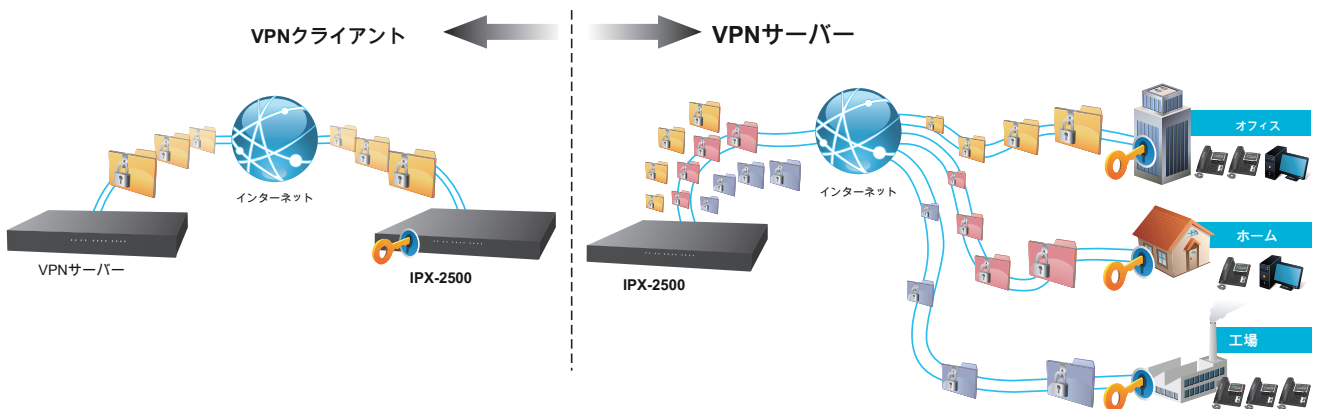 VPNクライアント
VPNサーバー
インターネット
VPNサーバー
IPX-2500
インターネット
IPX-2500
オフィス
ホーム
工場